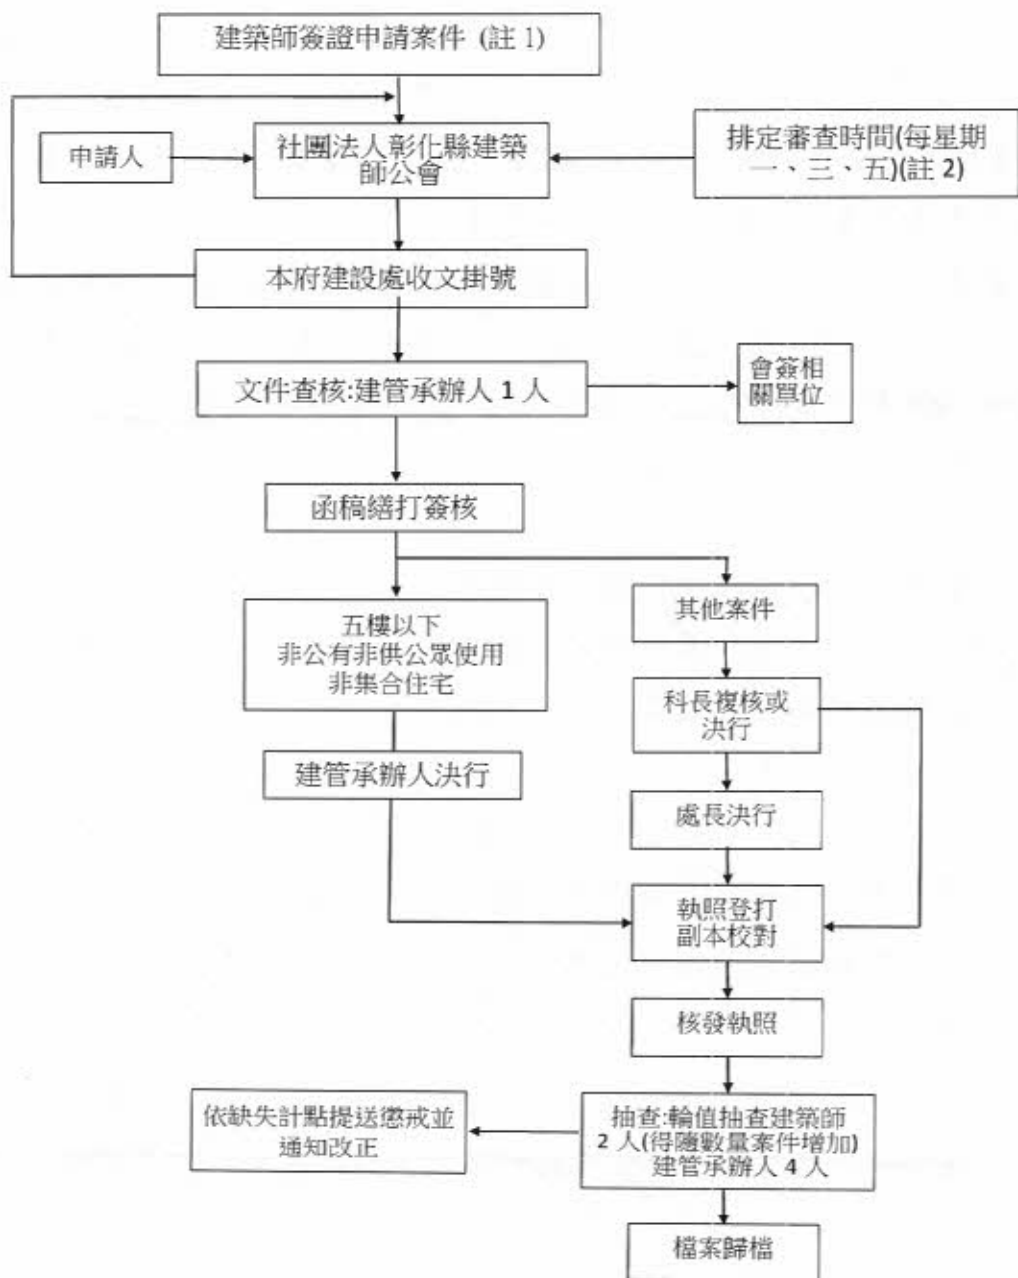 建築師簽證申請案件 (註 1)
申請人
社團法人彰化縣建築
師公會
排定審查時間(每星期
一、三、五)(註 2)
本府建設處收文掛號
文件查核:建管承辦人 1 人
會簽相
關單位
函稿繕打簽核
五樓以下
非公有非供公眾使用
非集合住宅
其他案件
科長複核或
決行
建管承辦人決行
處長決行
執照登打
副本校對
核發執照
依缺失計點提送懲戒並
通知改正
抽查:輪值抽查建築師
2 人(得隨數量案件增加)
建管承辦人 4 人
檔案歸檔